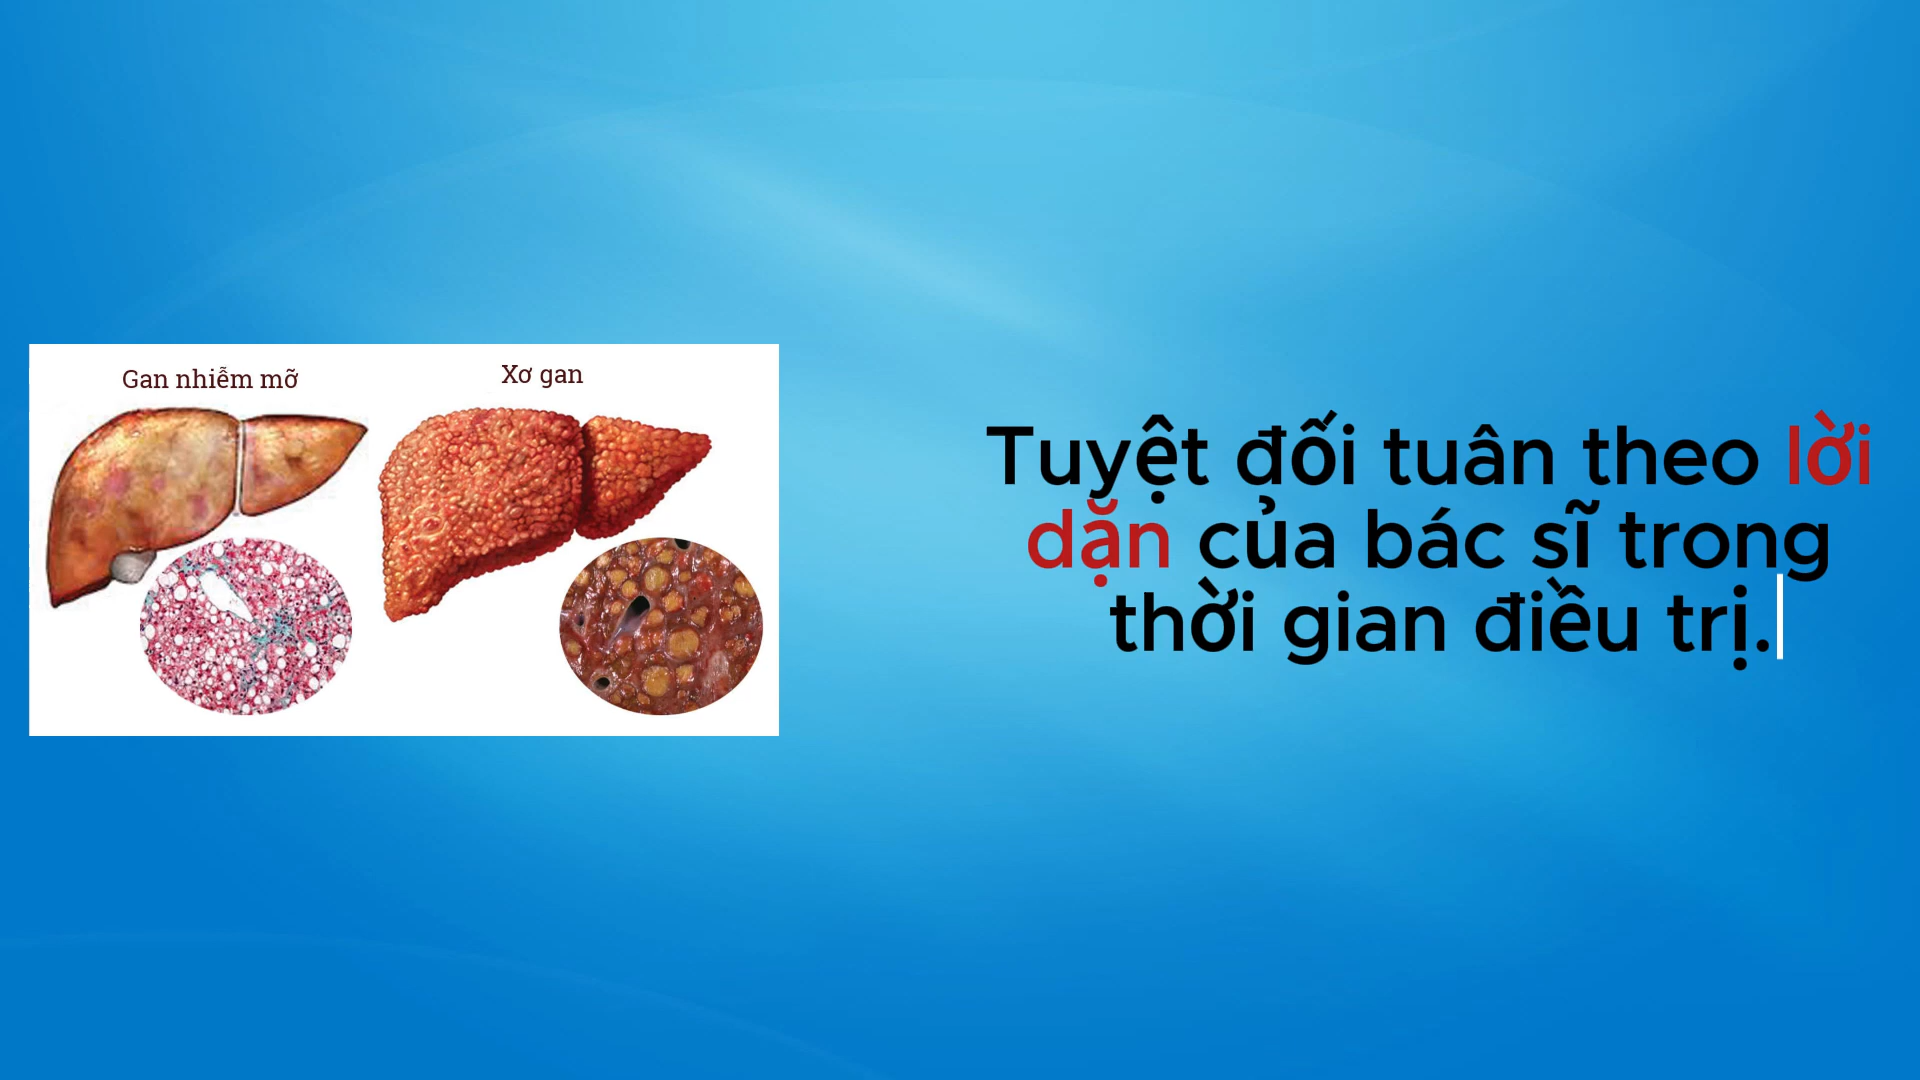 Gan nhiễm mỡ
Xơ gan
Tuyệt đối tuân theo lời
dặn của bác sĩ trong
thời gian điều trị.